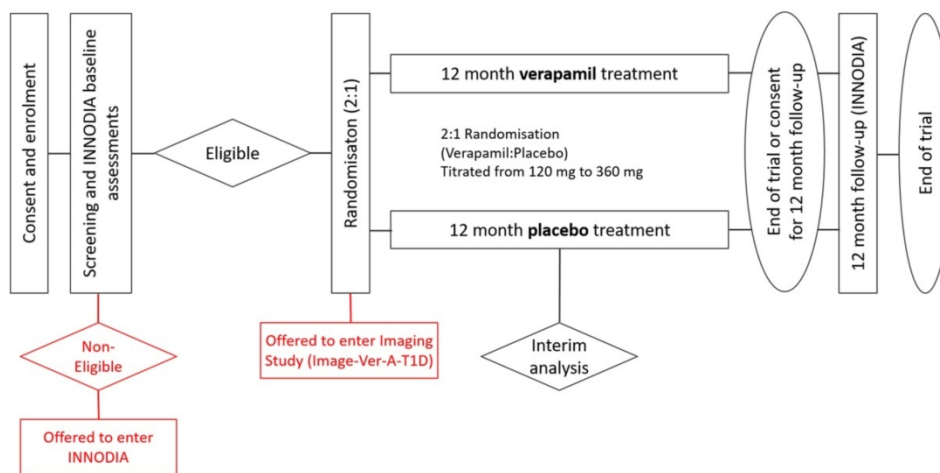 Consent and enrolment
Screening and INNODIA baseline
assessments
Eligible
Non-
Eligible
Offered to enter
INNODIA
Randomisaton (2:1)
Offered to enter Imaging
Study (Image-Ver-A-T1D)
12 month verapamil treatment
2:1 Randomisation
(Verapamil:Placebo)
Titrated from 120 mg to 360 mg
12 month placebo treatment
Interim
analysis
End of trial or consent
for 12 month follow-up
12 month follow-up (INNODIA)
End of trial